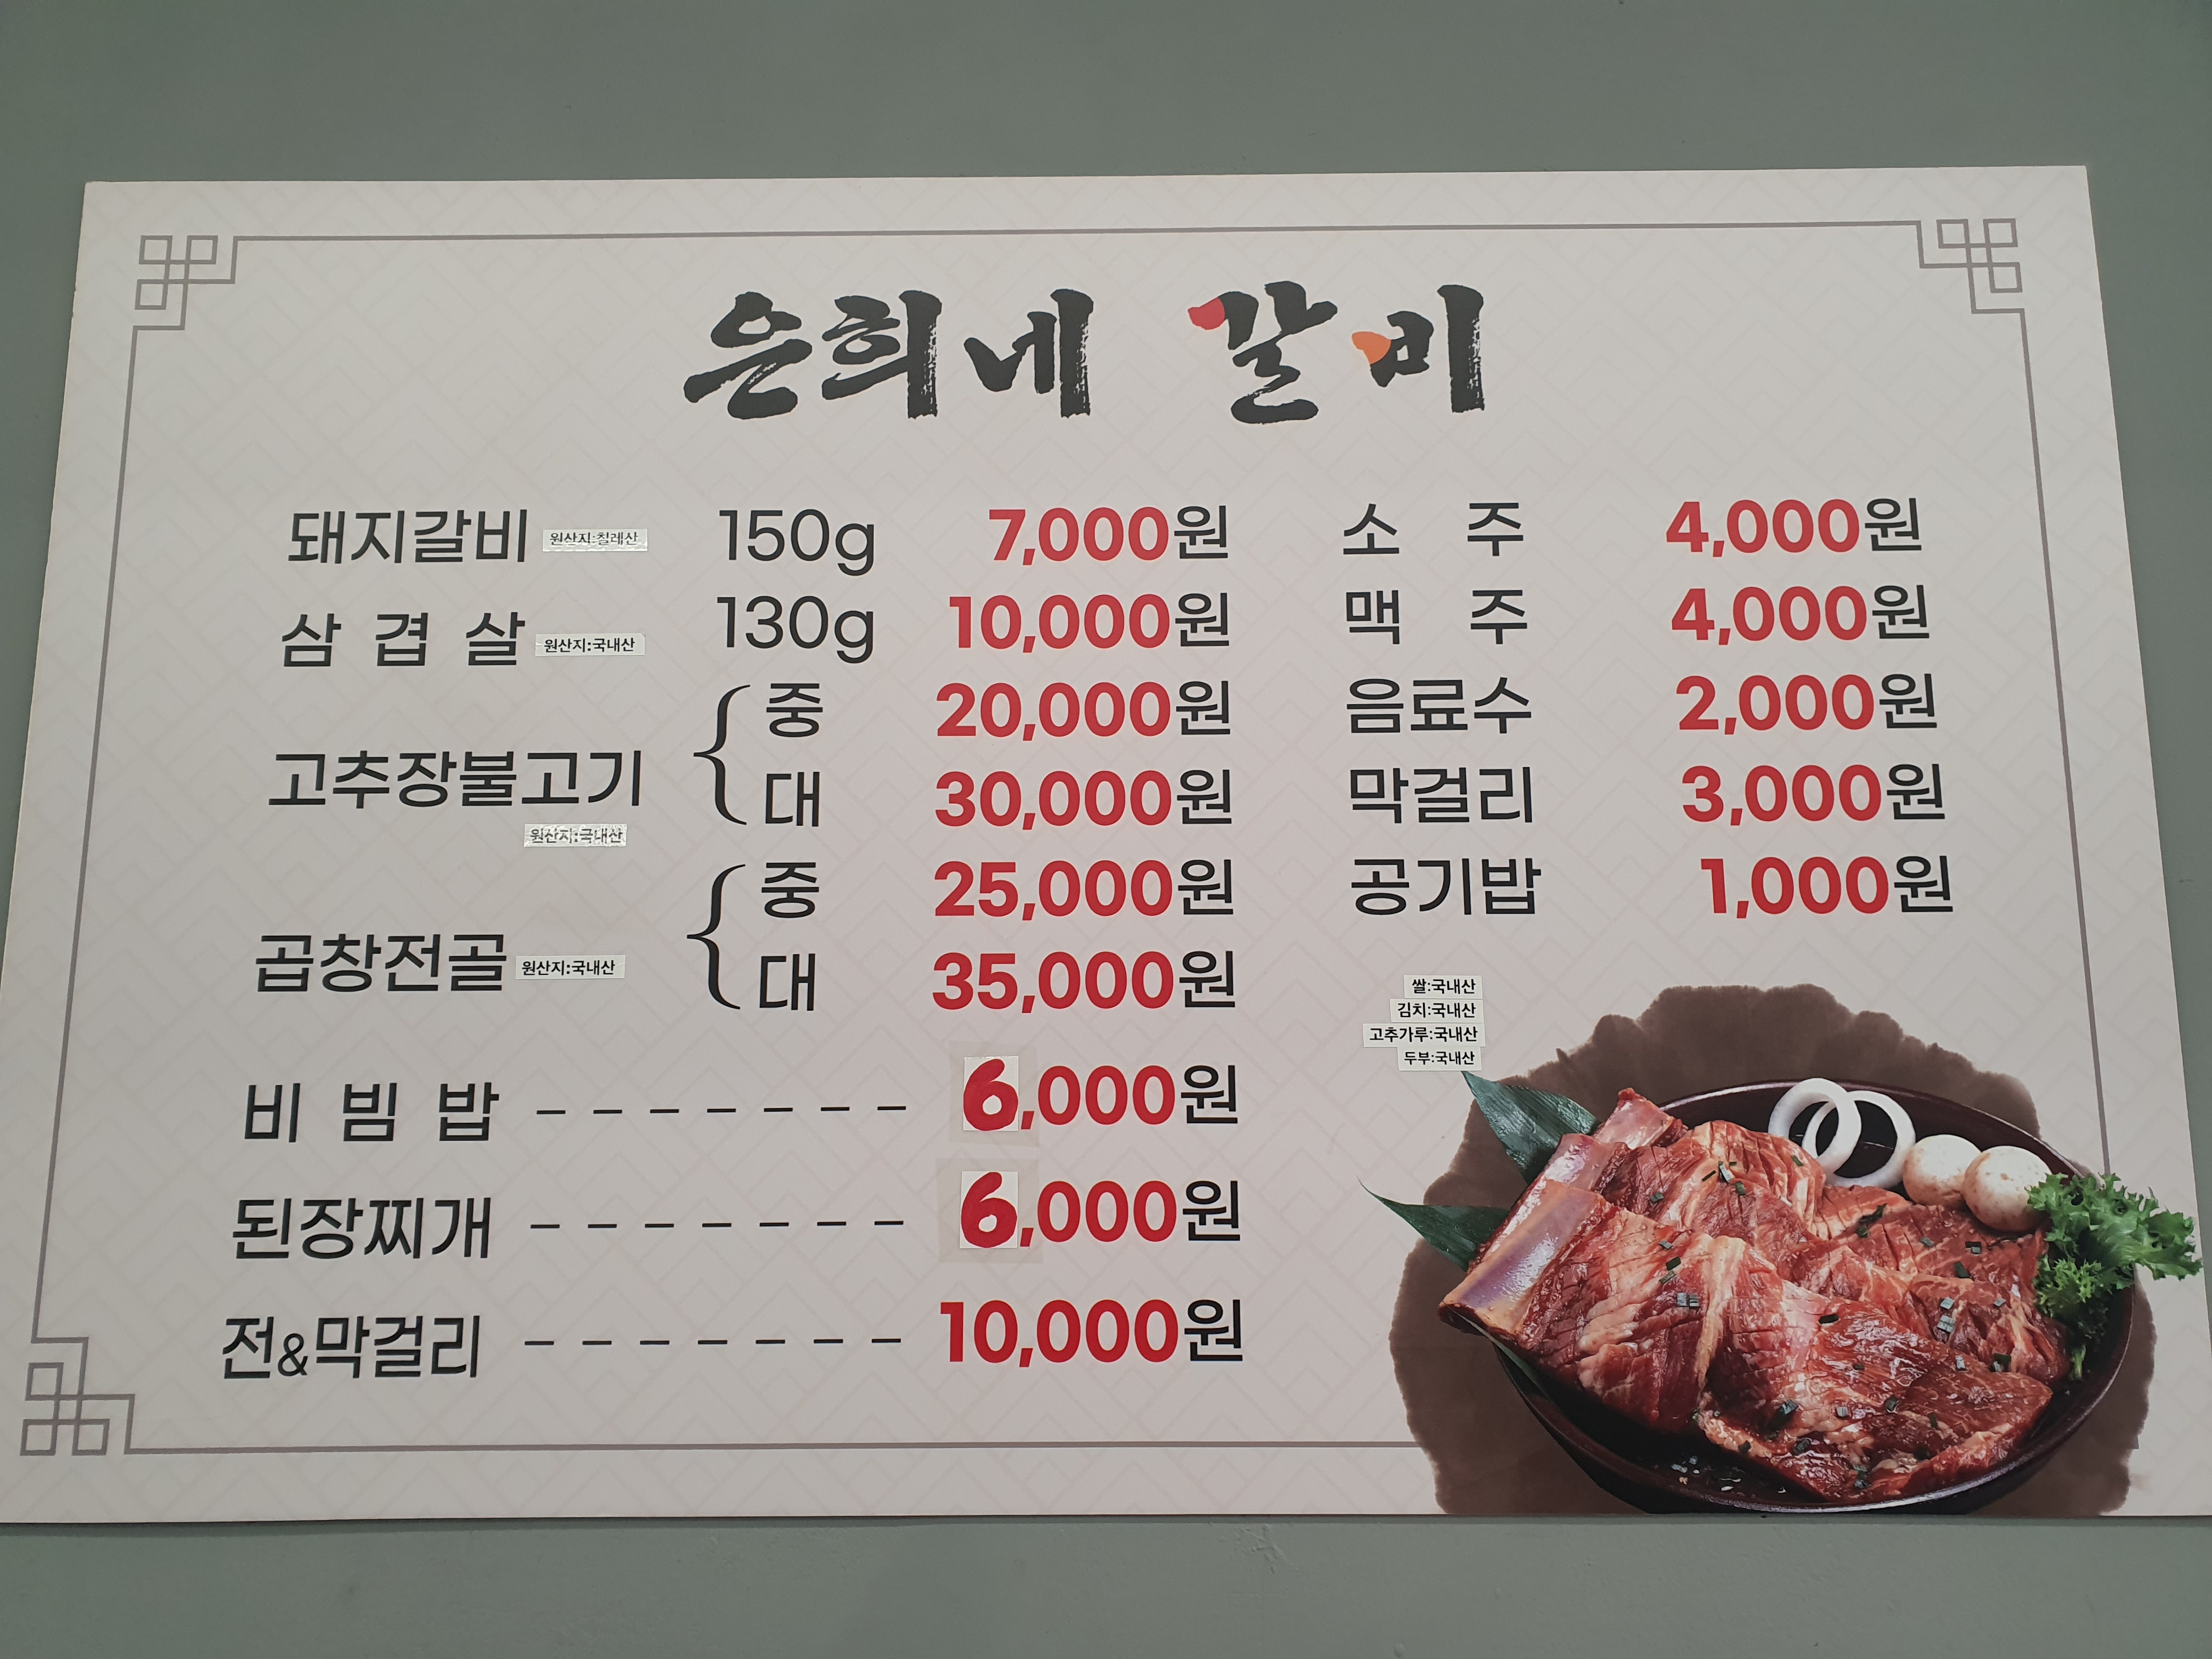 은희네 갈비
돼지갈비 원산지:칠레산 150g 7,000원
삼 겹 살 원산지:국내산 130g 10,000원
고추장불고기 중 20,000원
대 30,000원
원산지:국내산
곱창전골 원산지:국내산 중 25,000원
대 35,000원
비 빔 밥 - - - - - - - 6,000원
된장찌개 - - - - - - - 6,000원
전&막걸리 - - - - - - - 10,000원
소 주 4,000원
맥 주 4,000원
음료수 2,000원
막걸리 3,000원
공기밥 1,000원
쌀:국내산
김치:국내산
고추가루:국내산
두부:국내산